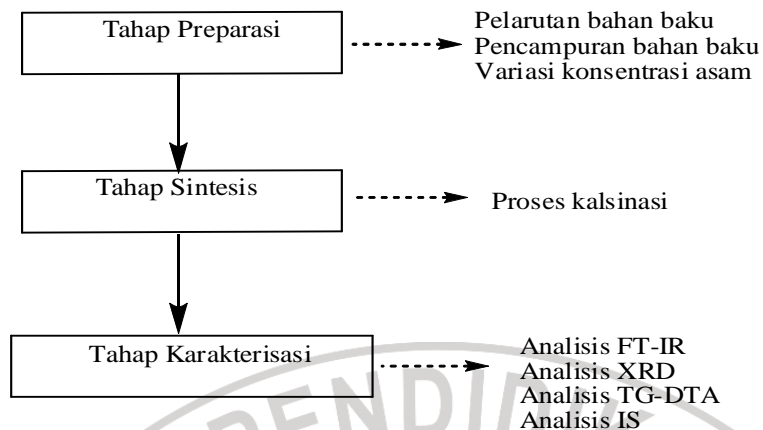 Tahap Preparasi
Pelarutan bahan baku
Pencampuran bahan baku
Variasi konsentrasi asam
Tahap Sintesis
Proses kalsinasi
Tahap Karakterisasi
Analisis FT-IR
Analisis XRD
Analisis TG-DTA
Analisis IS
PENDIDIK